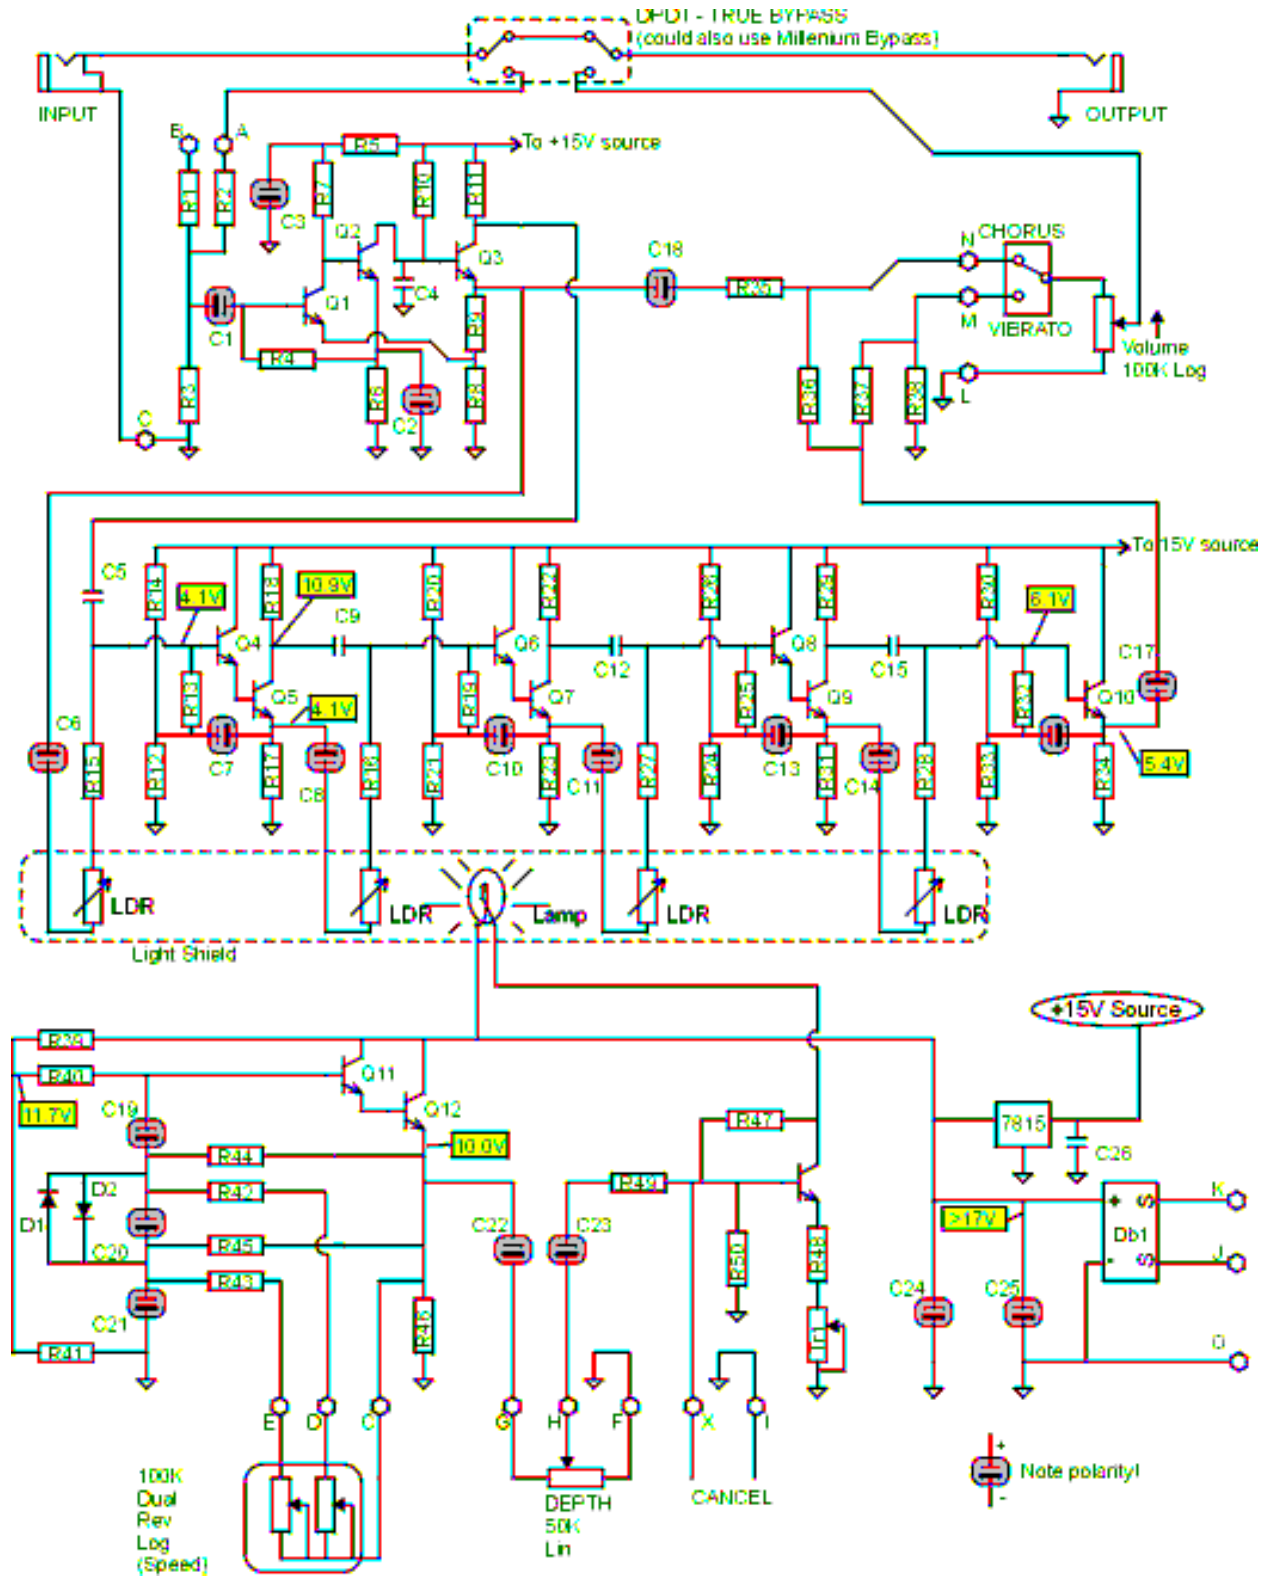 DPDT - TRUE BYPASS
(could also use Millenium Bypass)
INPUT
OUTPUT
B
A
R5
To +15V source
R1
R2
C3
R7
R10
R11
Q2
Q3
C4
Q1
C1
R4
R9
R3
R6
C2
R8
C
C18
R35
N
CHORUS
M
VIBRATO
Volume
100K Log
L
R36
R37
R38
To 15V source
C5
R14
4.1V
R18
10.9V
C9
R20
R22
R26
R29
R30
6.1V
Q4
Q6
C12
Q8
C15
C17
R13
Q5
4.1V
R19
Q7
R25
Q9
R32
Q10
C6
R15
R12
C7
R17
C8
R16
R21
C10
R23
C11
R27
R24
C13
R31
C14
R28
R33
R34
5.4V
LDR
LDR
Lamp
LDR
LDR
Light Shield
+15V Source
R39
R40
Q11
11.7V
C19
Q12
10.0V
R47
7815
C26
R44
D2
R42
D1
C20
R45
R43
C21
R41
R46
R49
C22
C23
R50
R48
Tr1
>17V
+
S
K
Db1
-
S
J
C24
C25
O
E
D
C
G
H
F
X
I
100K
Dual
Rev
Log
(Speed)
DEPTH
50K
Lin
CANCEL
+
Note polarity!
-